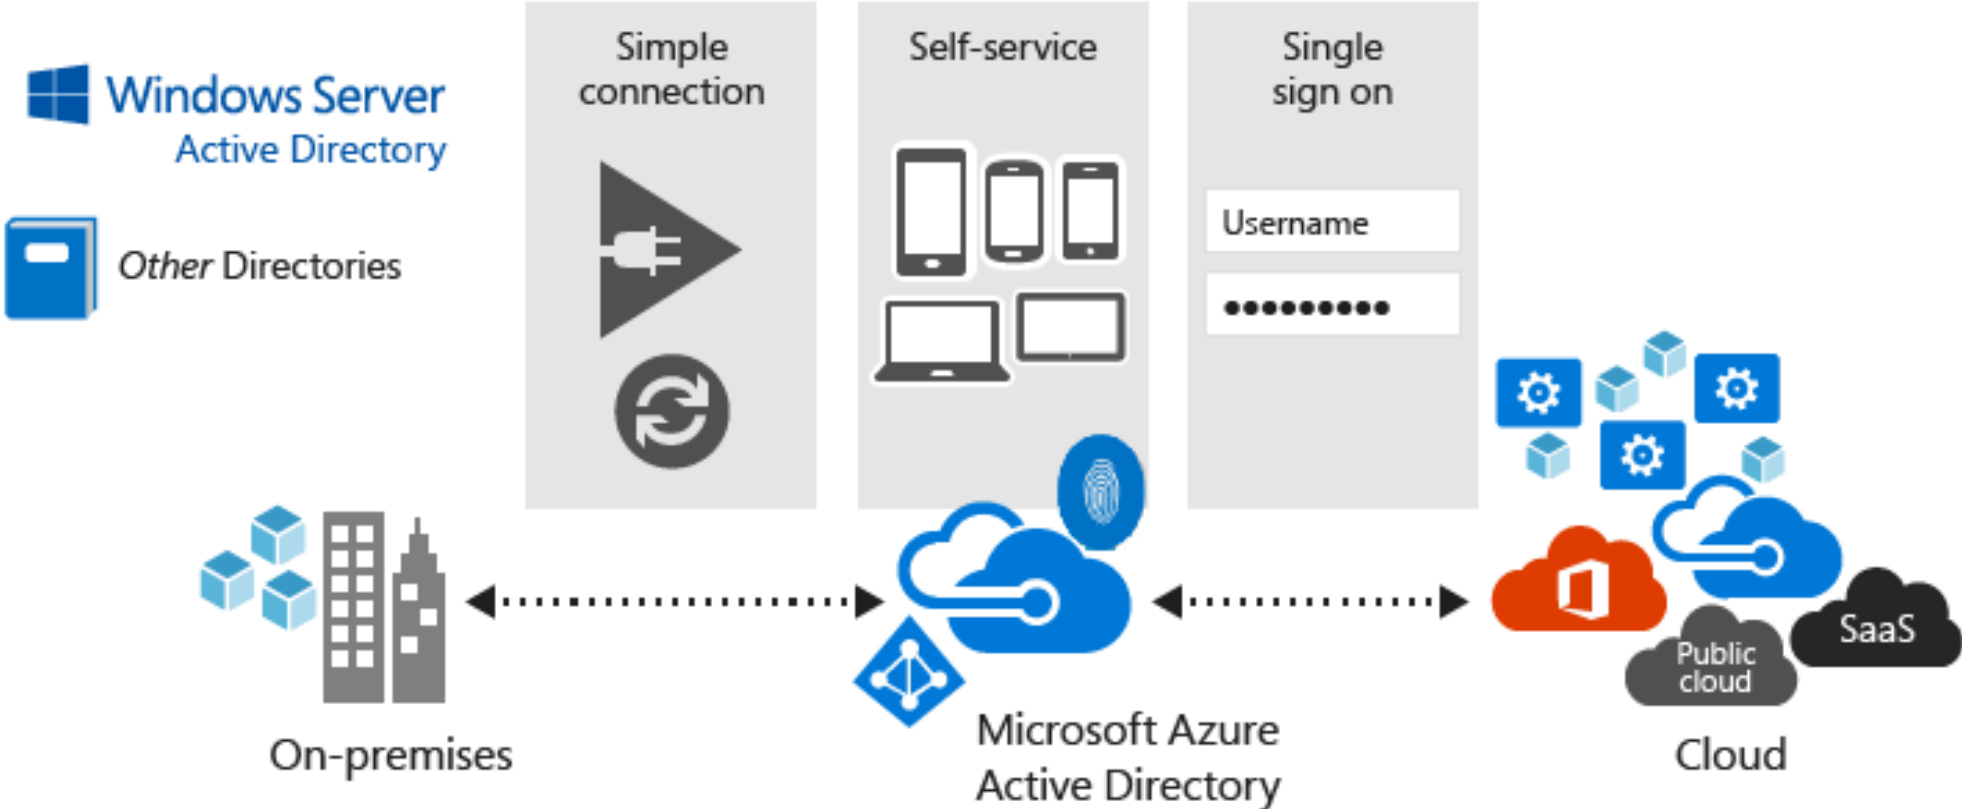 Windows Server
Active Directory
Other Directories
Simple
connection
Self-service
Single
sign on
Username
●●●●●●●●●
On-premises
Microsoft Azure
Active Directory
Public
cloud
SaaS
Cloud